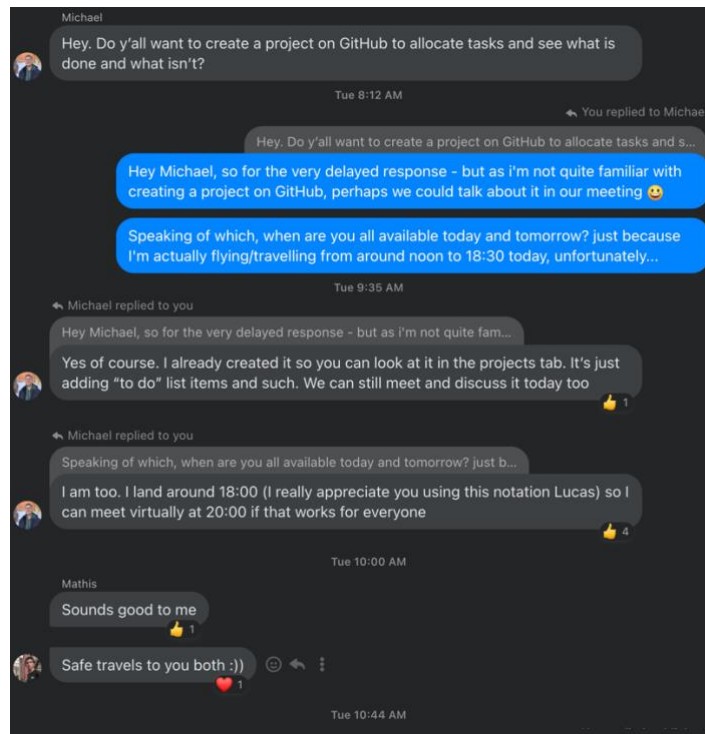 Michael
Hey. Do y'all want to create a project on GitHub to allocate tasks and see what is
done and what isn't?
Tue 8:12 AM
You replied to Michae
Hey. Do y'all want to create a project on GitHub to allocate tasks and s...
Hey Michael, so for the very delayed response - but as i'm not quite familiar with
creating a project on GitHub, perhaps we could talk about it in our meeting 😃
Speaking of which, when are you all available today and tomorrow? just because
I'm actually flying/travelling from around noon to 18:30 today, unfortunately...
Tue 9:35 AM
Michael replied to you
Hey Michael, so for the very delayed response - but as i'm not quite fam...
Yes of course. I already created it so you can look at it in the projects tab. It's just
adding “to do” list items and such. We can still meet and discuss it today too
👍 1
Michael replied to you
Speaking of which, when are you all available today and tomorrow? just b...
I am too. I land around 18:00 (I really appreciate you using this notation Lucas) so I
can meet virtually at 20:00 if that works for everyone
👍 4
Tue 10:00 AM
Mathis
Sounds good to me
👍 1
Safe travels to you both :))
❤️ 1
Tue 10:44 AM